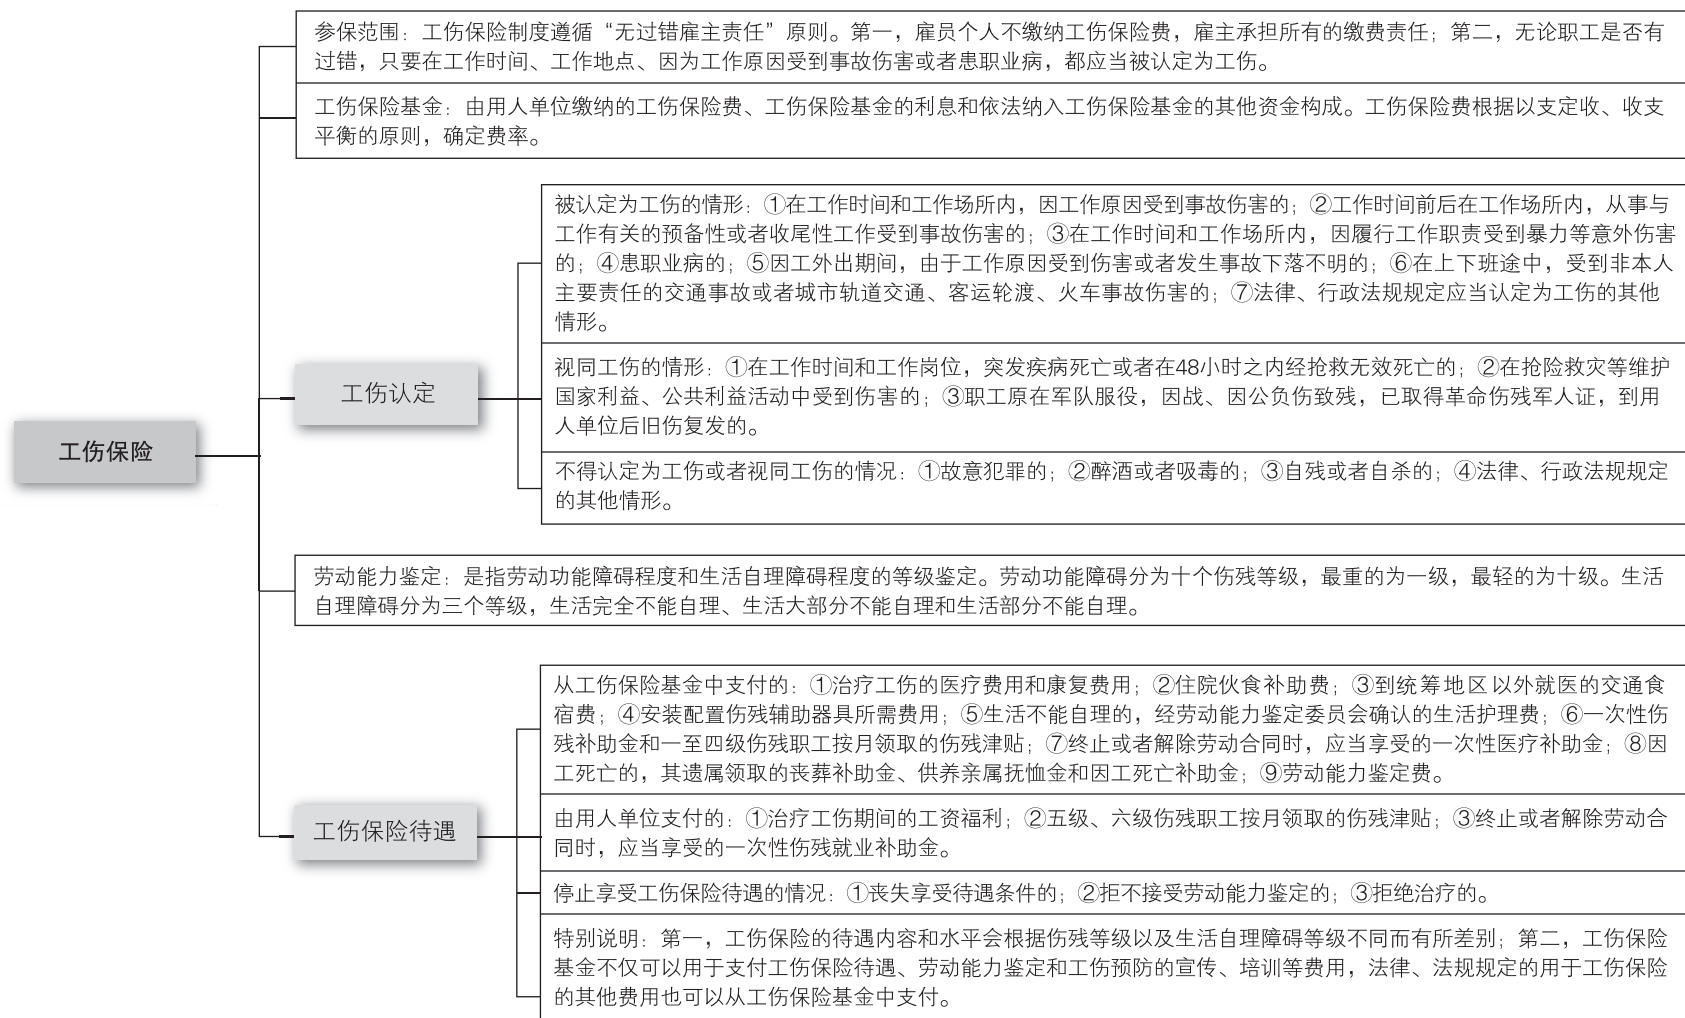 参保范围：工伤保险制度遵循“无过错雇主责任”原则。第一，雇员个人不缴纳工伤保险费，雇主承担所有的缴费责任；第二，无论职工是否有
过错，只要在工作时间、工作地点、因为工作原因受到事故伤害或者患职业病，都应当被认定为工伤。
工伤保险基金：由用人单位缴纳的工伤保险费、工伤保险基金的利息和依法纳入工伤保险基金的其他资金构成。工伤保险费根据以支定收、收支
平衡的原则，确定费率。
被认定为工伤的情形：①在工作时间和工作场所内，因工作原因受到事故伤害的；②工作时间前后在工作场所内，从事与
工作有关的预备性或者收尾性工作受到事故伤害的；③在工作时间和工作场所内，因履行工作职责受到暴力等意外伤害
的；④患职业病的；⑤因工外出期间，由于工作原因受到伤害或者发生事故下落不明的；⑥在上下班途中，受到非本人
主要责任的交通事故或者城市轨道交通、客运轮渡、火车事故伤害的；⑦法律、行政法规规定应当认定为工伤的其他
情形。
视同工伤的情形：①在工作时间和工作岗位，突发疾病死亡或者在48小时之内经抢救无效死亡的；②在抢险救灾等维护
国家利益、公共利益活动中受到伤害的；③职工原在军队服役，因战、因公负伤致残，已取得革命伤残军人证，到用
人单位后旧伤复发的。
工伤认定
工伤保险
不得认定为工伤或者视同工伤的情况：①故意犯罪的；②醉酒或者吸毒的；③自残或者自杀的；④法律、行政法规规定
的其他情形。
劳动能力鉴定：是指劳动功能障碍程度和生活自理障碍程度的等级鉴定。劳动功能障碍分为十个伤残等级，最重的为一级，最轻的为十级。生活
自理障碍分为三个等级，生活完全不能自理、生活大部分不能自理和生活部分不能自理。
从工伤保险基金中支付的：①治疗工伤的医疗费用和康复费用；②住院伙食补助费；③到统筹地区以外就医的交通食
宿费；④安装配置伤残辅助器具所需费用；⑤生活不能自理的，经劳动能力鉴定委员会确认的生活护理费；⑥一次性伤
残补助金和一至四级伤残职工按月领取的伤残津贴；⑦终止或者解除劳动合同时，应当享受的一次性医疗补助金；⑧因
工死亡的，其遗属领取的丧葬补助金、供养亲属抚恤金和因工死亡补助金；⑨劳动能力鉴定费。
工伤保险待遇
由用人单位支付的：①治疗工伤期间的工资福利；②五级、六级伤残职工按月领取的伤残津贴；③终止或者解除劳动合
同时，应当享受的一次性伤残就业补助金。
停止享受工伤保险待遇的情况：①丧失享受待遇条件的；②拒不接受劳动能力鉴定的；③拒绝治疗的。
特别说明：第一，工伤保险的待遇内容和水平会根据伤残等级以及生活自理障碍等级不同而有所差别；第二，工伤保险
基金不仅可以用于支付工伤保险待遇、劳动能力鉴定和工伤预防的宣传、培训等费用，法律、法规规定的用于工伤保险
的其他费用也可以从工伤保险基金中支付。